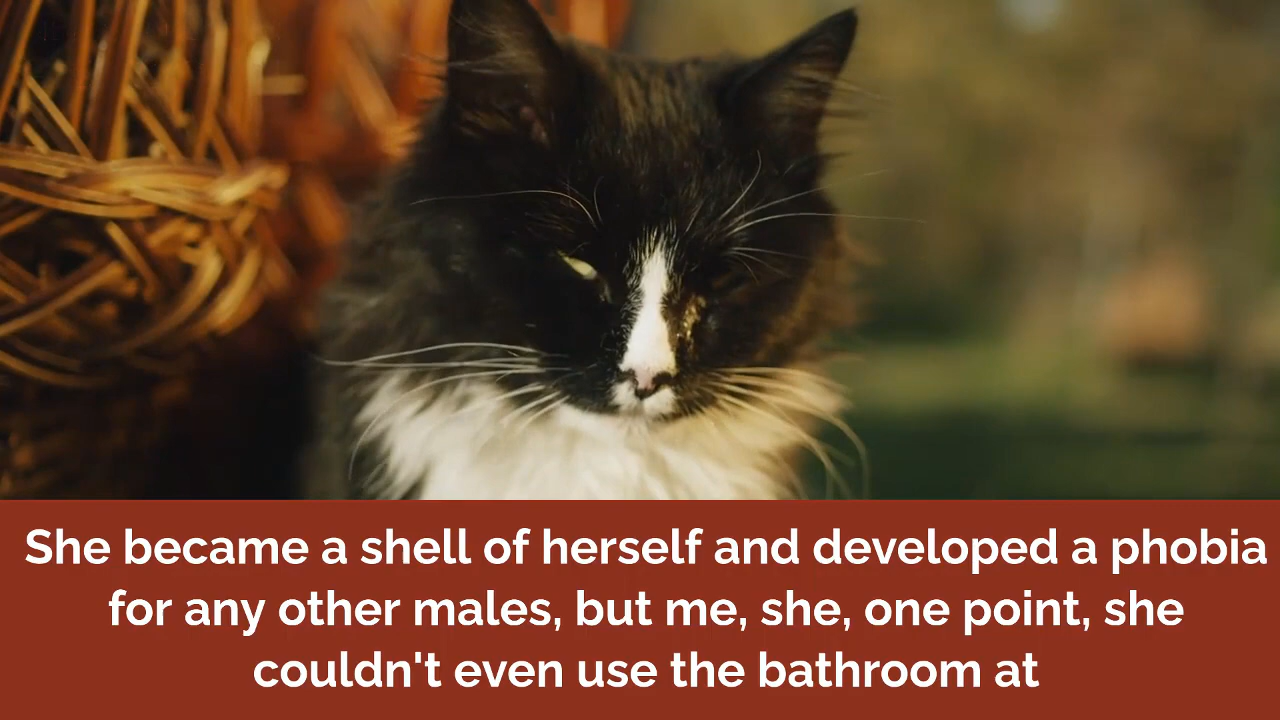 She became a shell of herself and developed a phobia
for any other males, but me, she, one point, she
couldn't even use the bathroom at